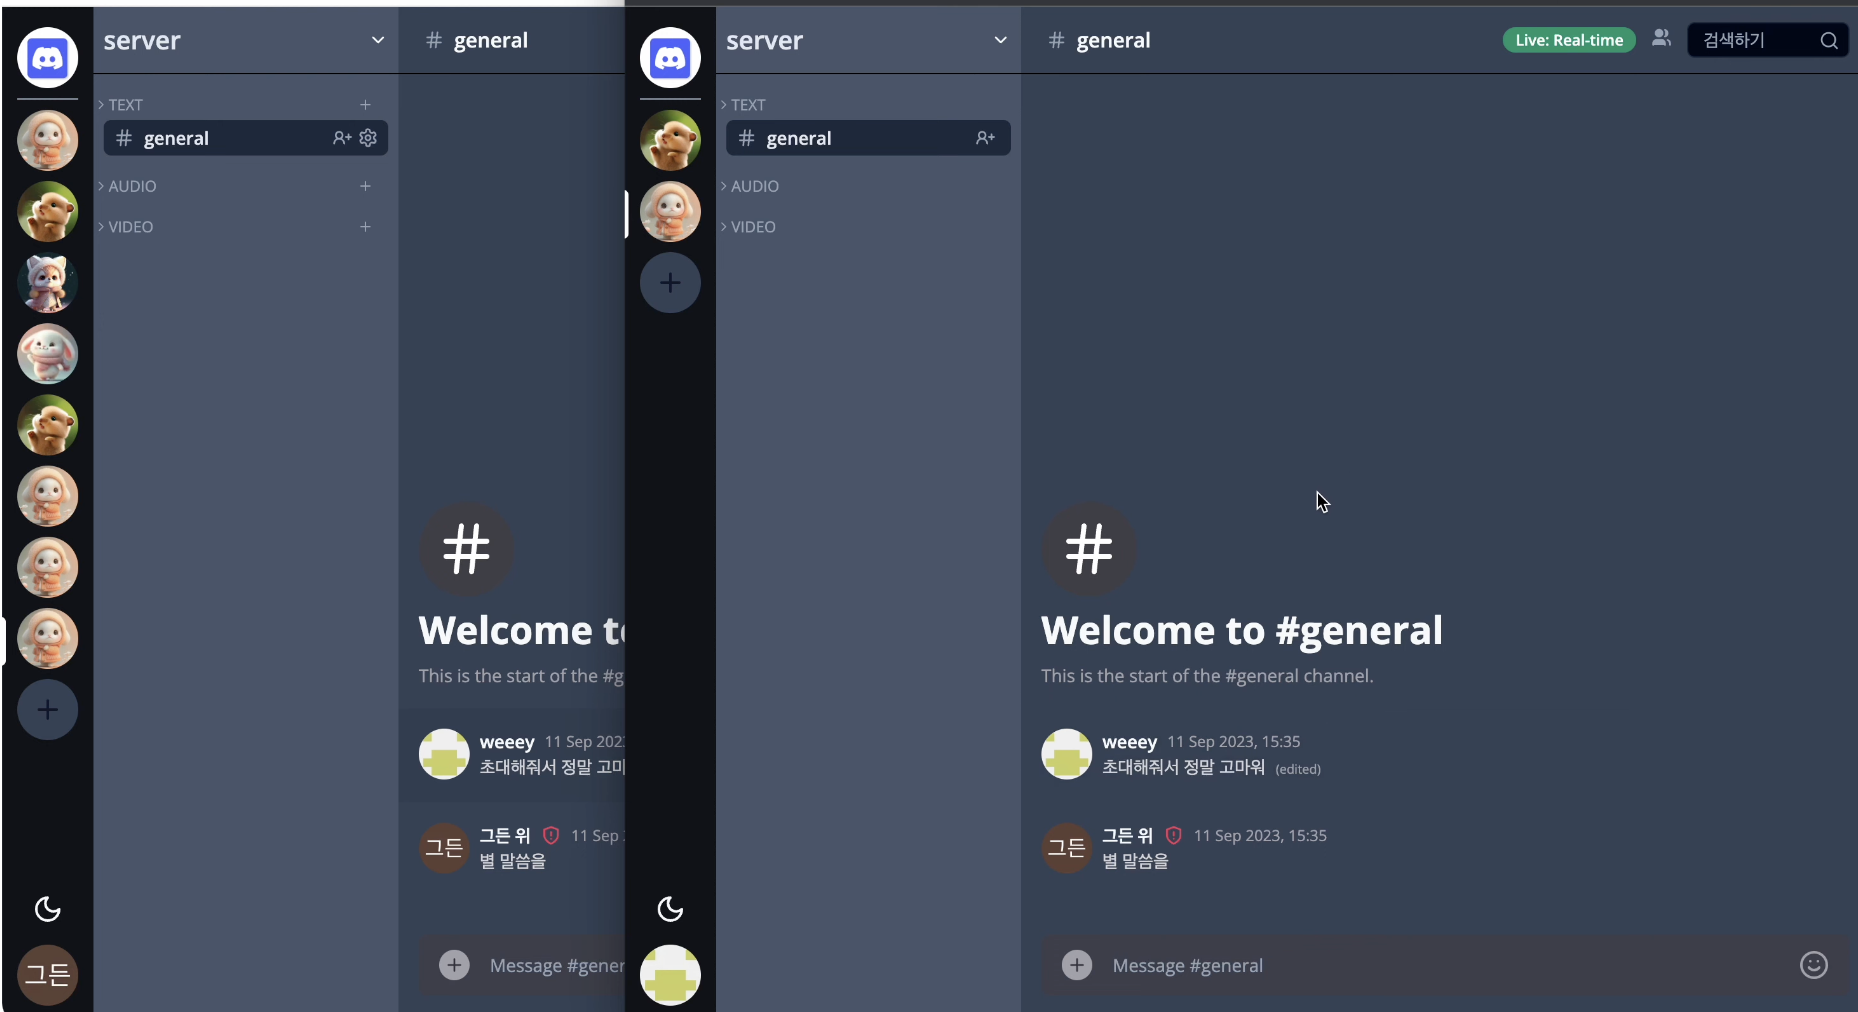 server
# general
TEXT
# general
AUDIO
VIDEO
Welcome to
This is the start of the #g
weeey 11 Sep 202
초대해줘서 정말 고마
그든 그든 위 11 Sep
별 말씀을
Message #gener
그든
server
# general
Live: Real-time
검색하기
TEXT
# general
AUDIO
VIDEO
#
Welcome to #general
This is the start of the #general channel.
weeey 11 Sep 2023, 15:35
초대해줘서 정말 고마워 (edited)
그든 그든 위 11 Sep 2023, 15:35
별 말씀을
Message #general